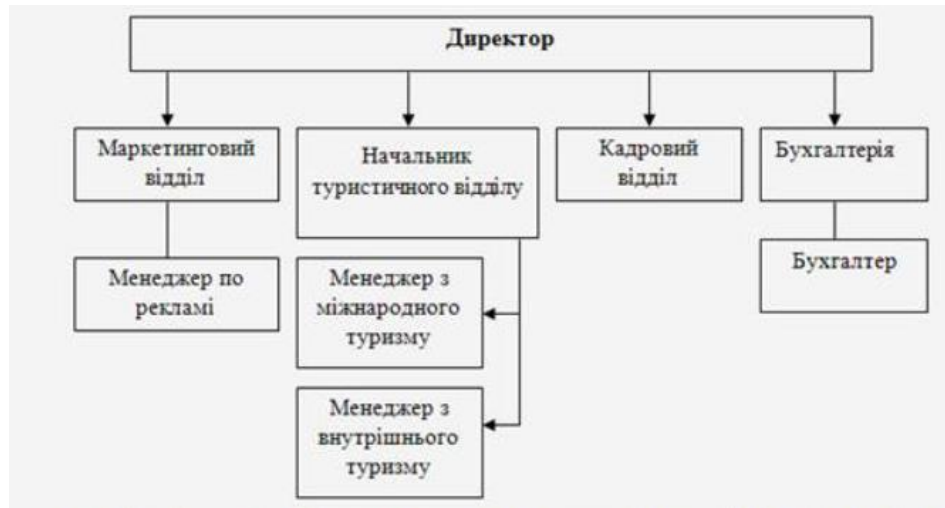 Директор
Маркетинговий
відділ
Начальник
туристичного відділу
Кадровий
відділ
Бухгалтерія
Менеджер по
рекламі
Менеджер з
міжнародного
туризму
Бухгалтер
Менеджер з
внутрішнього
туризму